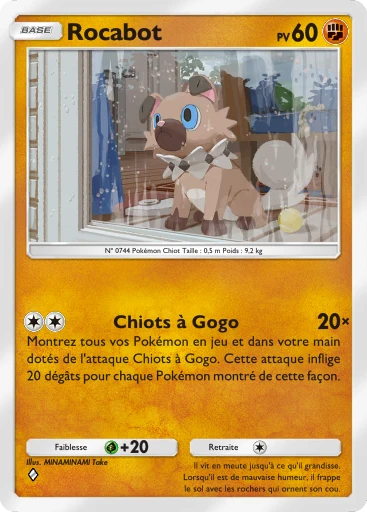 BASE Rocabot PV 60
N° 0744 Pokémon Chiot Taille : 0,5 m Poids : 9,2 kg
Chiots à Gogo 20×
Montrez tous vos Pokémon en jeu et dans votre main
dotés de l'attaque Chiots à Gogo. Cette attaque inflige
20 dégâts pour chaque Pokémon montré de cette façon.
Faiblesse +20 Retraite
Illus. MINAMINAMI Take
Il vit en meute jusqu'à ce qu'il grandisse.
Lorsqu'il est de mauvaise humeur, il frappe
le sol avec les rochers qui ornent son cou.